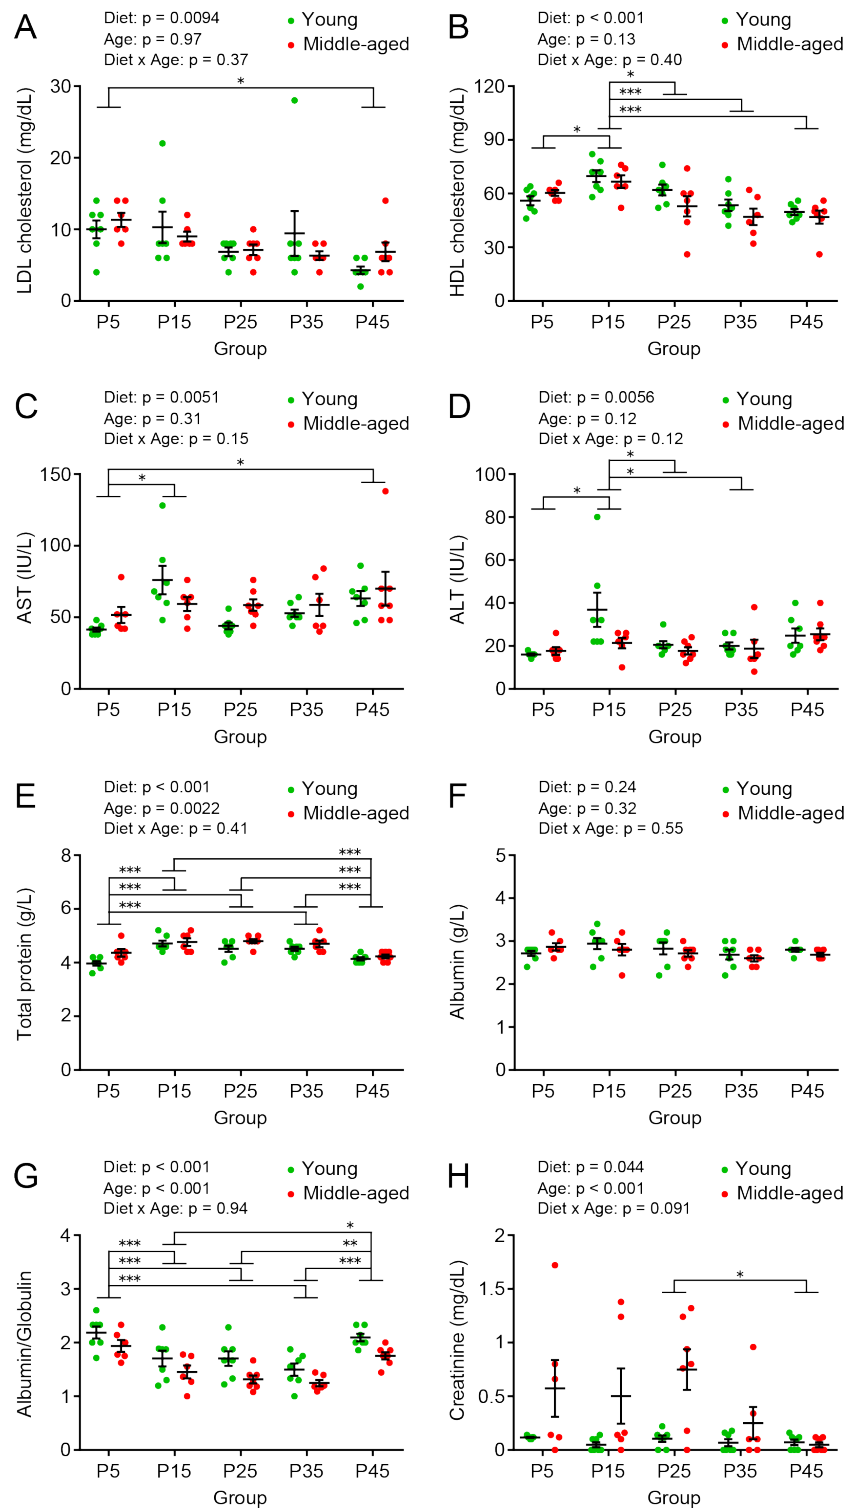 A
Diet: p = 0.0094
Age: p = 0.97
Diet x Age: p = 0.37
Young
Middle-aged
*
LDL cholesterol (mg/dL)
30
20
10
0
P5 P15 P25 P35 P45
Group
B
Diet: p < 0.001
Age: p = 0.13
Diet x Age: p = 0.40
Young
Middle-aged
*
***
***
*
HDL cholesterol (mg/dL)
120
90
60
30
0
P5 P15 P25 P35 P45
Group
C
Diet: p = 0.0051
Age: p = 0.31
Diet x Age: p = 0.15
Young
Middle-aged
*
*
AST (IU/L)
150
100
50
0
P5 P15 P25 P35 P45
Group
D
Diet: p = 0.0056
Age: p = 0.12
Diet x Age: p = 0.12
Young
Middle-aged
*
*
*
ALT (IU/L)
100
80
60
40
20
0
P5 P15 P25 P35 P45
Group
E
Diet: p < 0.001
Age: p = 0.0022
Diet x Age: p = 0.41
Young
Middle-aged
***
*** ***
*** ***
***
Total protein (g/L)
8
6
4
2
0
P5 P15 P25 P35 P45
Group
F
Diet: p = 0.24
Age: p = 0.32
Diet x Age: p = 0.55
Young
Middle-aged
Albumin (g/L)
5
4
3
2
1
0
P5 P15 P25 P35 P45
Group
G
Diet: p < 0.001
Age: p < 0.001
Diet x Age: p = 0.94
Young
Middle-aged
*
*** **
*** ***
***
Albumin/Globulin
4
3
2
1
0
P5 P15 P25 P35 P45
Group
H
Diet: p = 0.044
Age: p < 0.001
Diet x Age: p = 0.091
Young
Middle-aged
*
Creatinine (mg/dL)
2
1.5
1
0.5
0
P5 P15 P25 P35 P45
Group